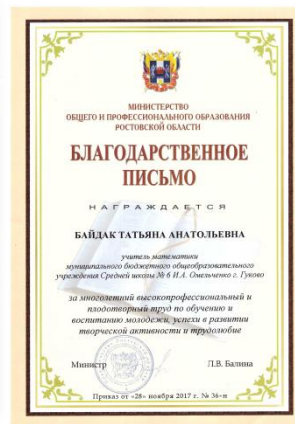 МИНИСТЕРСТВО
ОБЩЕГО И ПРОФЕССИОНАЛЬНОГО ОБРАЗОВАНИЯ
РОСТОВСКОЙ ОБЛАСТИ
БЛАГОДАРСТВЕННОЕ
ПИСЬМО
НАГРАЖДАЕТСЯ
БАЙДАК ТАТЬЯНА АНАТОЛЬЕВНА
учитель математики
муниципального бюджетного общеобразовательного
учреждения Средней школы № 6 И.А. Омельченко г. Гуково
за многолетний высокопрофессиональный и
плодотворный труд по обучению и
воспитанию молодежи, успехи в развитии
творческой активности и трудолюбие
Министр Л.В. Балина
Приказ от «28» ноября 2017 г. № 36-н